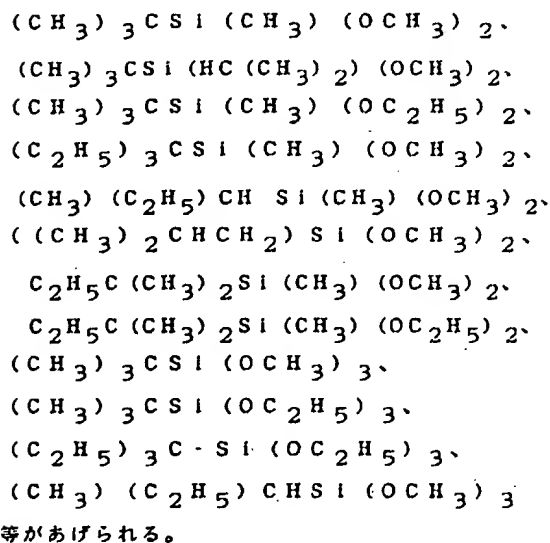 (CH₃)₃CSi(CH₃)(OCH₃)₂、
(CH₃)₃CSi(HC(CH₃)₂)(OCH₃)₂、
(CH₃)₃CSi(CH₃)(OC₂H₅)₂、
(C₂H₅)₃CSi(CH₃)(OCH₃)₂、
(CH₃)(C₂H₅)CH Si(CH₃)(OCH₃)₂、
((CH₃)₂CHCH₂)Si(OCH₃)₂、
C₂H₅C(CH₃)₂Si(CH₃)(OCH₃)₂、
C₂H₅C(CH₃)₂Si(CH₃)(OC₂H₅)₂、
(CH₃)₃CSi(OCH₃)₃、
(CH₃)₃CSi(OC₂H₅)₃、
(C₂H₅)₃C-Si(OC₂H₅)₃、
(CH₃)(C₂H₅)CHSi(OCH₃)₃
等があげられる。